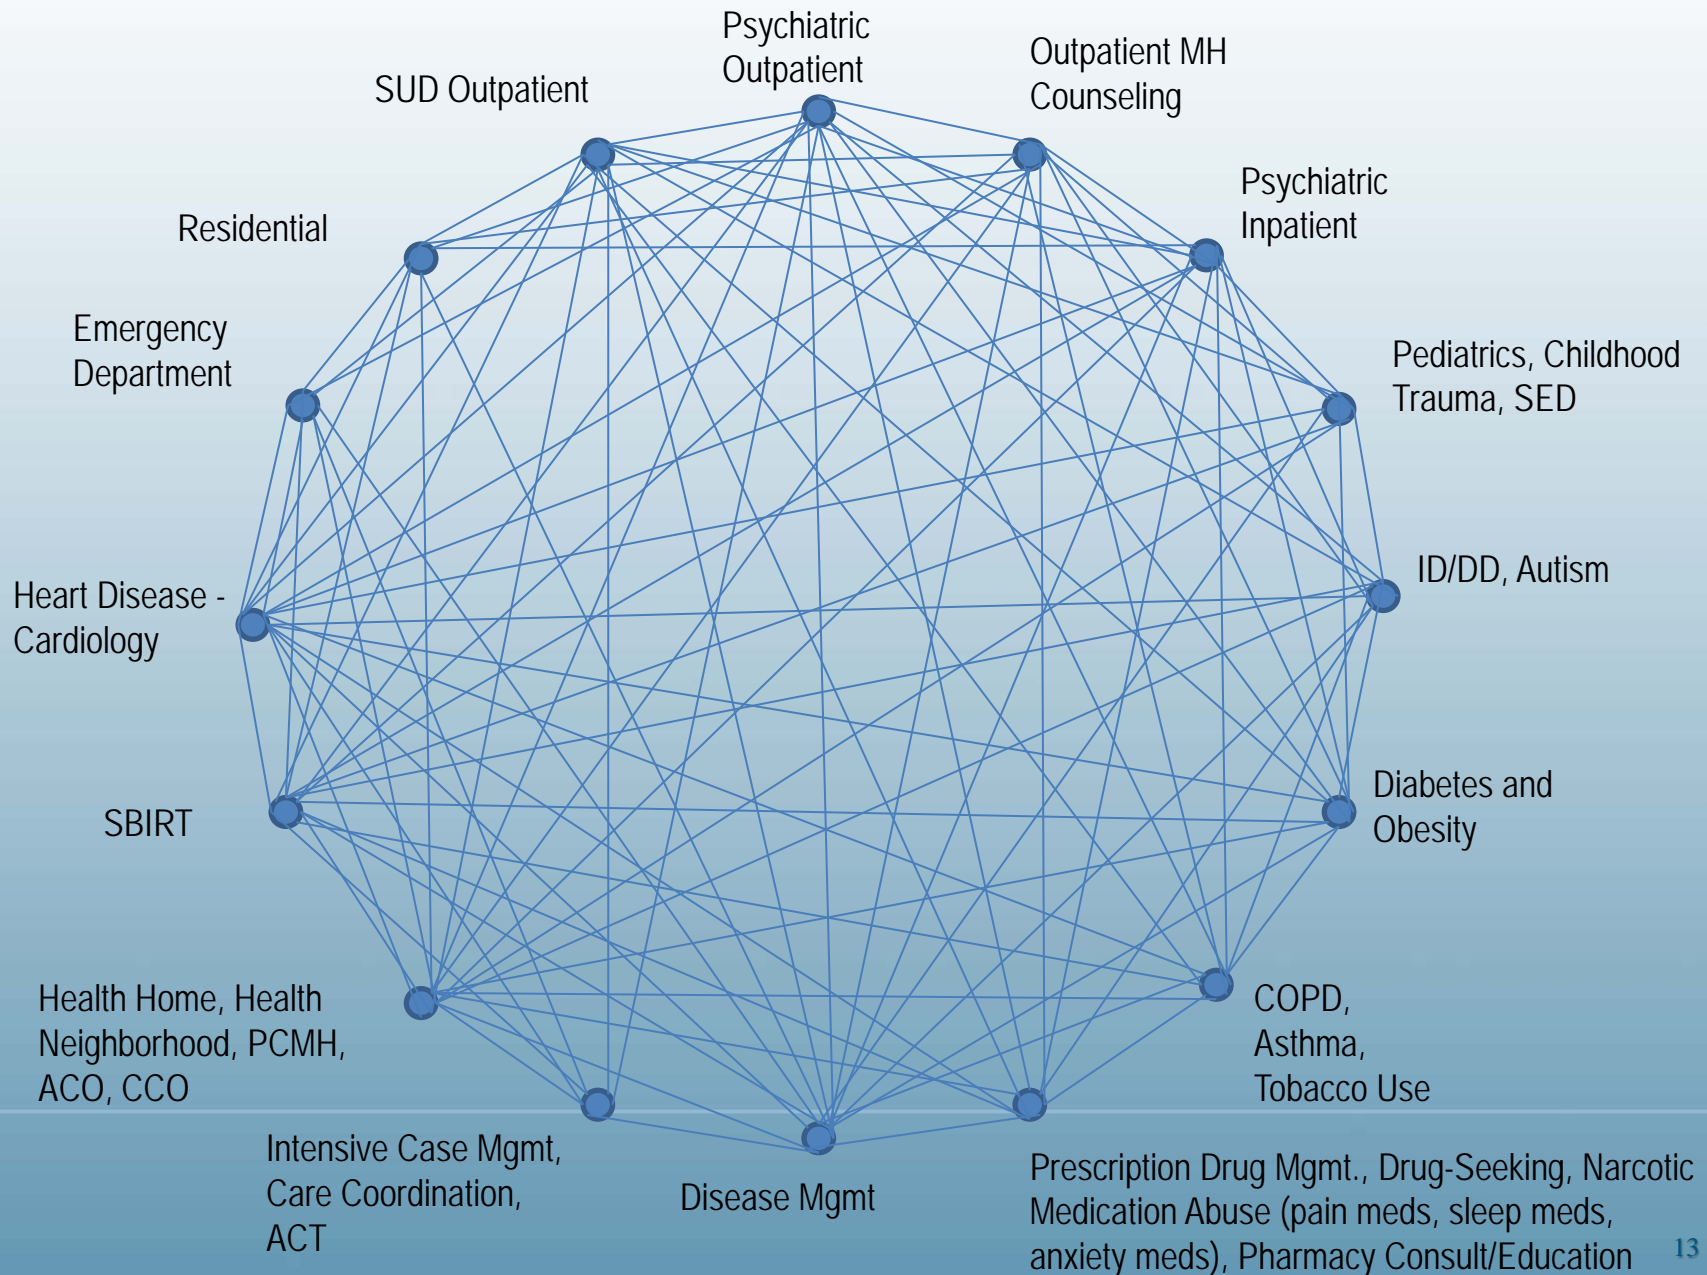 Psychiatric
Outpatient
Outpatient MH
Counseling
SUD Outpatient
Psychiatric
Inpatient
Residential
Emergency
Department
Pediatrics, Childhood
Trauma, SED
ID/DD, Autism
Heart Disease -
Cardiology
Diabetes and
Obesity
SBIRT
Health Home, Health
Neighborhood, PCMH,
ACO, CCO
COPD,
Asthma,
Tobacco Use
Intensive Case Mgmt,
Care Coordination,
ACT
Disease Mgmt
Prescription Drug Mgmt., Drug-Seeking, Narcotic
Medication Abuse (pain meds, sleep meds,
anxiety meds), Pharmacy Consult/Education
13